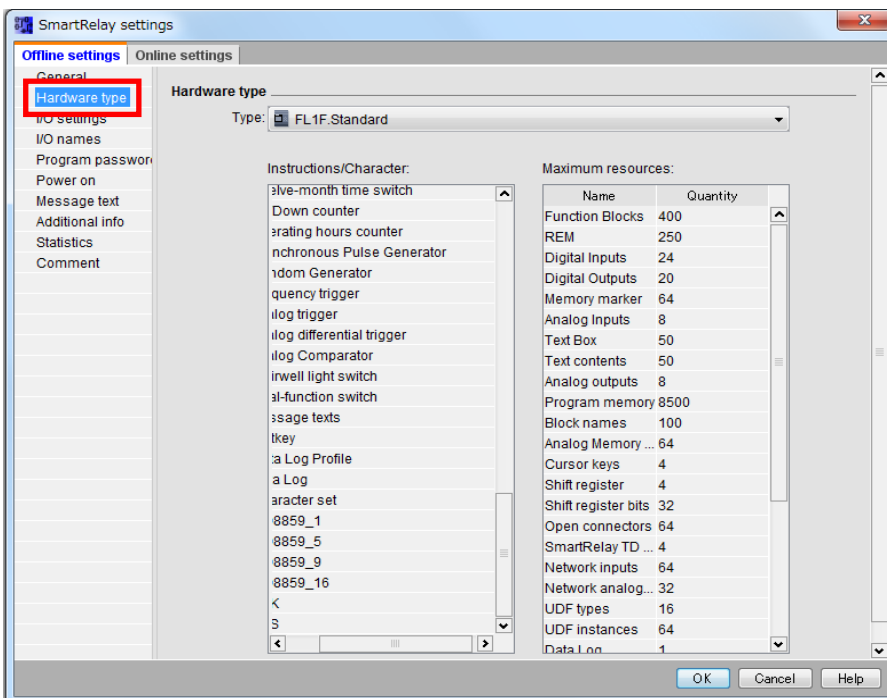 SmartRelay settings
Offline settings
Online settings
General
Hardware type
I/O settings
I/O names
Program password
Power on
Message text
Additional info
Statistics
Comment
Hardware type
Type: FL1F.Standard
Instructions/Character:
elve-month time switch
Down counter
erating hours counter
nchronous Pulse Generator
ndom Generator
quency trigger
alog trigger
alog differential trigger
alog Comparator
irwell light switch
al-function switch
ssage texts
tkey
ta Log Profile
a Log
aracter set
8859_1
8859_5
8859_9
8859_16
K
S
Maximum resources:
Name Quantity
Function Blocks 400
REM 250
Digital Inputs 24
Digital Outputs 20
Memory marker 64
Analog Inputs 8
Text Box 50
Text contents 50
Analog outputs 8
Program memory 8500
Block names 100
Analog Memory ... 64
Cursor keys 4
Shift register 4
Shift register bits 32
Open connectors 64
SmartRelay TD ... 4
Network inputs 64
Network analog... 32
UDF types 16
UDF instances 64
Data Log 1
OK Cancel Help